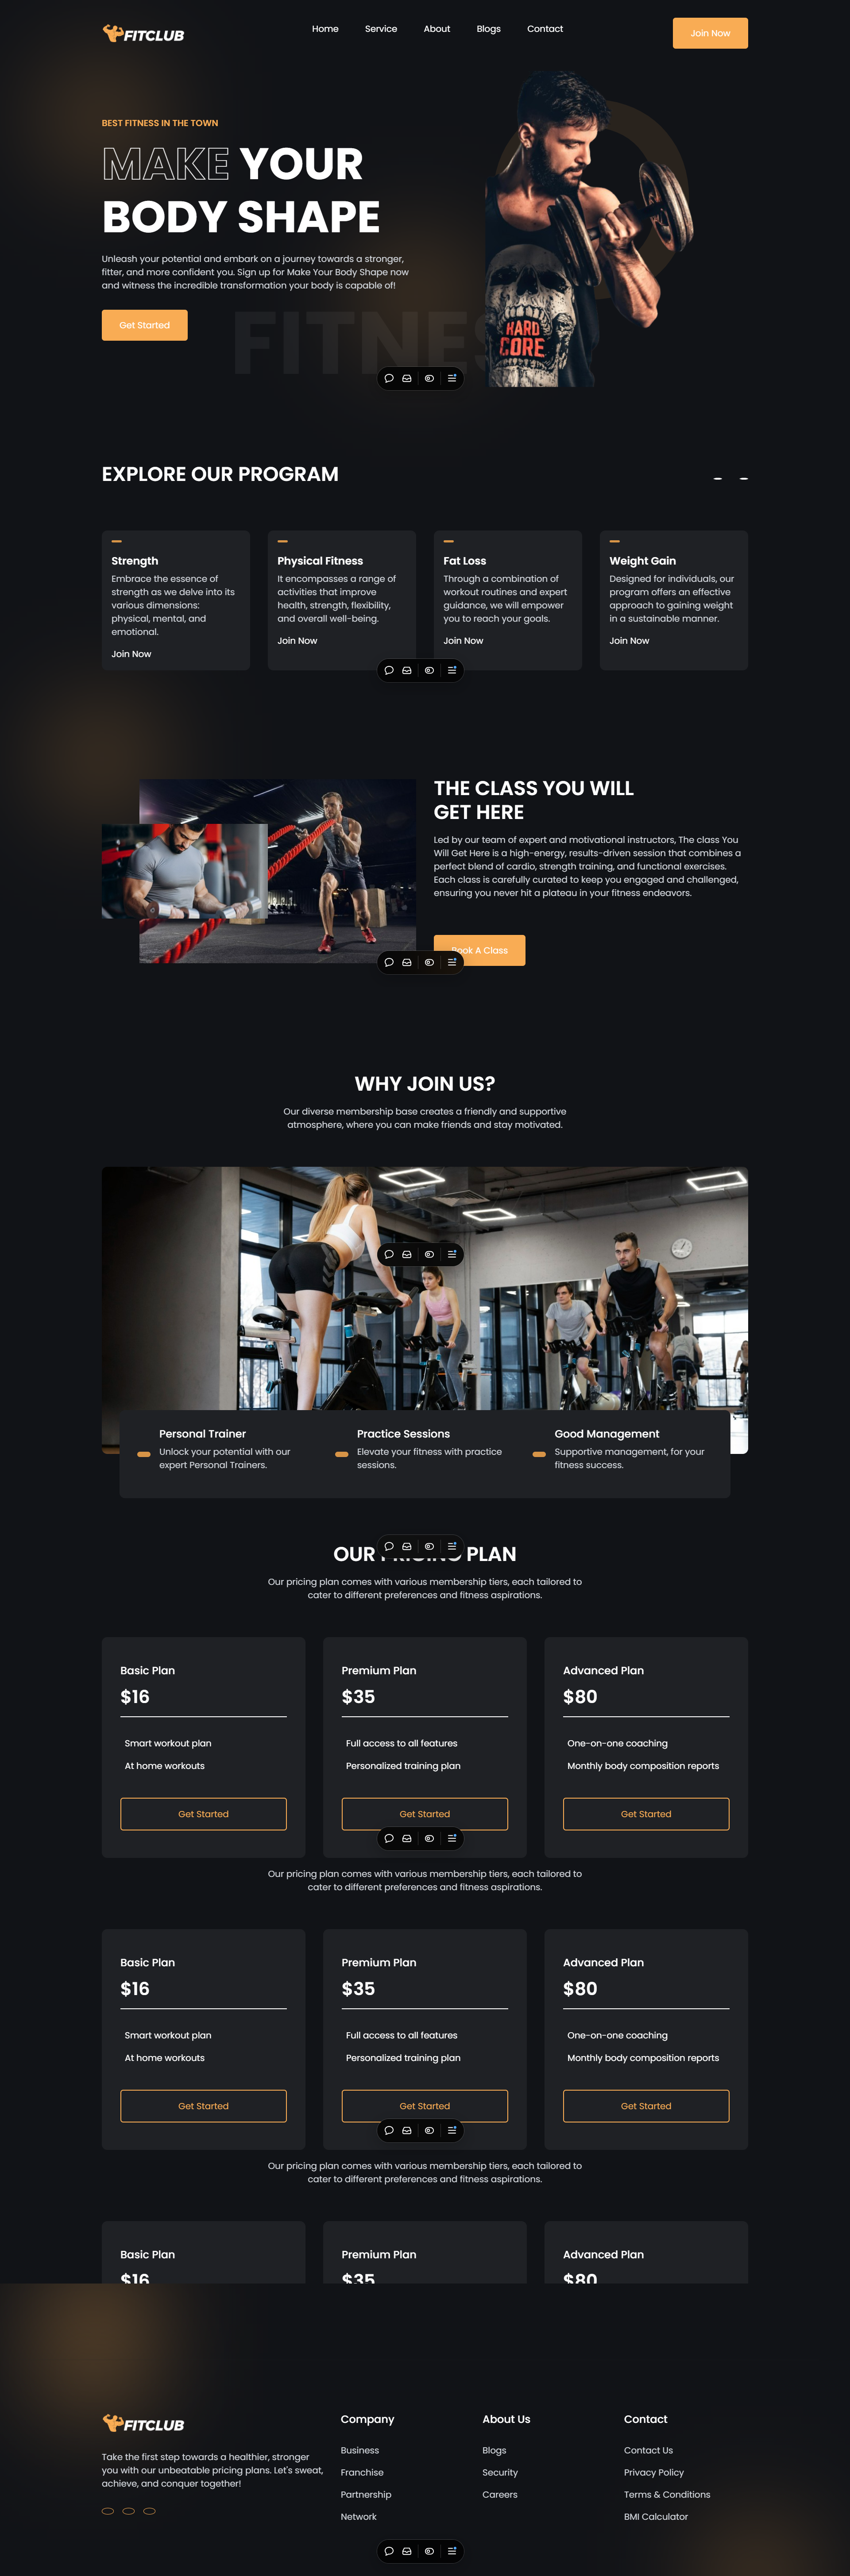 FITCLUB
Home Service About Blogs Contact
Join Now
BEST FITNESS IN THE TOWN
MAKE YOUR
BODY SHAPE
Unleash your potential and embark on a journey towards a stronger,
fitter, and more confident you. Sign up for Make Your Body Shape now
and witness the incredible transformation your body is capable of!
Get Started
FITNES
HARD
CORE
EXPLORE OUR PROGRAM
Strength
Embrace the essence of
strength as we delve into its
various dimensions:
physical, mental, and
emotional.
Join Now
Physical Fitness
It encompasses a range of
activities that improve
health, strength, flexibility,
and overall well-being.
Join Now
Fat Loss
Through a combination of
workout routines and expert
guidance, we will empower
you to reach your goals.
Join Now
Weight Gain
Designed for individuals, our
program offers an effective
approach to gaining weight
in a sustainable manner.
Join Now
THE CLASS YOU WILL
GET HERE
Led by our team of expert and motivational instructors, The class You
Will Get Here is a high-energy, results-driven session that combines a
perfect blend of cardio, strength training, and functional exercises.
Each class is carefully curated to keep you engaged and challenged,
ensuring you never hit a plateau in your fitness endeavors.
Book A Class
WHY JOIN US?
Our diverse membership base creates a friendly and supportive
atmosphere, where you can make friends and stay motivated.
Personal Trainer
Unlock your potential with our
expert Personal Trainers.
Practice Sessions
Elevate your fitness with practice
sessions.
Good Management
Supportive management, for your
fitness success.
OUR PRICING PLAN
Our pricing plan comes with various membership tiers, each tailored to
cater to different preferences and fitness aspirations.
Basic Plan
$16
Smart workout plan
At home workouts
Get Started
Premium Plan
$35
Full access to all features
Personalized training plan
Get Started
Advanced Plan
$80
One-on-one coaching
Monthly body composition reports
Get Started
Our pricing plan comes with various membership tiers, each tailored to
cater to different preferences and fitness aspirations.
Basic Plan
$16
Smart workout plan
At home workouts
Get Started
Premium Plan
$35
Full access to all features
Personalized training plan
Get Started
Advanced Plan
$80
One-on-one coaching
Monthly body composition reports
Get Started
Our pricing plan comes with various membership tiers, each tailored to
cater to different preferences and fitness aspirations.
Basic Plan
$16
Premium Plan
$35
Advanced Plan
$80
FITCLUB
Take the first step towards a healthier, stronger
you with our unbeatable pricing plans. Let's sweat,
achieve, and conquer together!
Company
Business
Franchise
Partnership
Network
About Us
Blogs
Security
Careers
Contact
Contact Us
Privacy Policy
Terms & Conditions
BMI Calculator